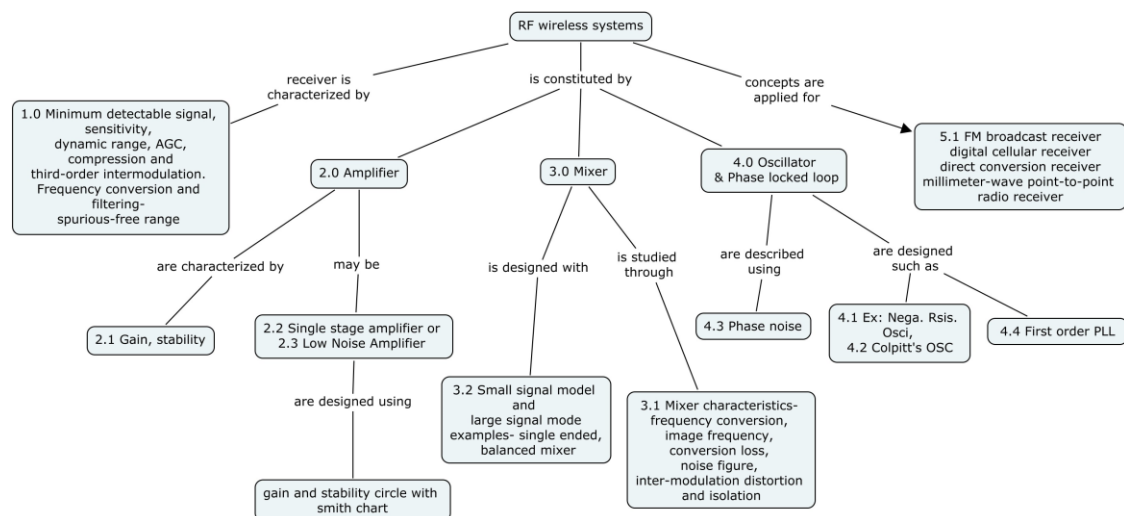 RF wireless systems
receiver is
characterized by
is constituted by
concepts are
applied for
1.0 Minimum detectable signal,
sensitivity,
dynamic range, AGC,
compression and
third-order intermodulation.
Frequency conversion and
filtering-
spurious-free range
2.0 Amplifier
3.0 Mixer
4.0 Oscillator
& Phase locked loop
5.1 FM broadcast receiver
digital cellular receiver
direct conversion receiver
millimeter-wave point-to-point
radio receiver
are characterized by
may be
is designed with
is studied
through
are described
using
are designed
such as
2.1 Gain, stability
2.2 Single stage amplifier or
2.3 Low Noise Amplifier
4.3 Phase noise
4.1 Ex: Nega. Rsis.
Osci,
4.2 Colpitt's OSC
4.4 First order PLL
are designed using
3.2 Small signal model
and
large signal mode
examples- single ended,
balanced mixer
3.1 Mixer characteristics-
frequency conversion,
image frequency,
conversion loss,
noise figure,
inter-modulation distortion
and isolation
gain and stability circle with
smith chart